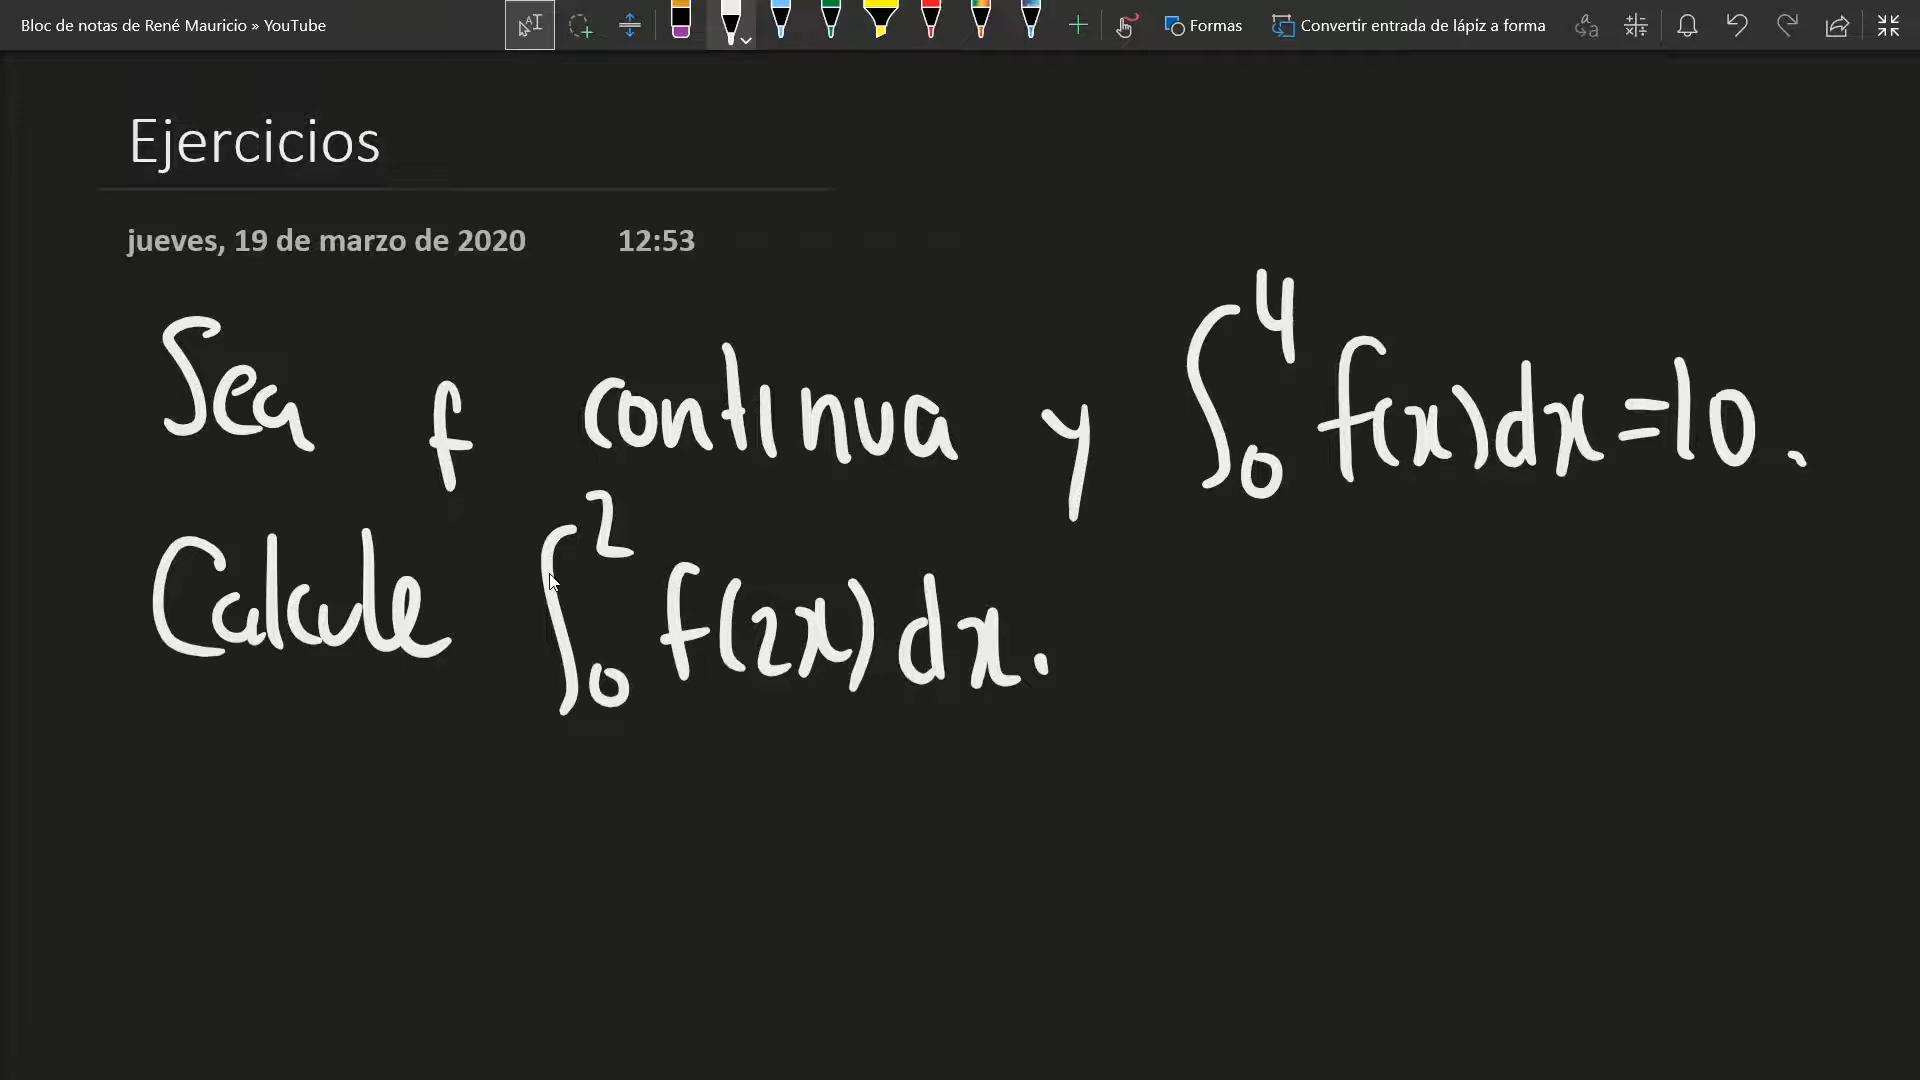 Bloc de notas de René Mauricio » YouTube
Formas
Convertir entrada de lápiz a forma
Ejercicios
jueves, 19 de marzo de 2020 12:53
Sea f continua y ∫₀⁴ f(x)dx=10.
Calcule ∫₀² f(2x)dx.